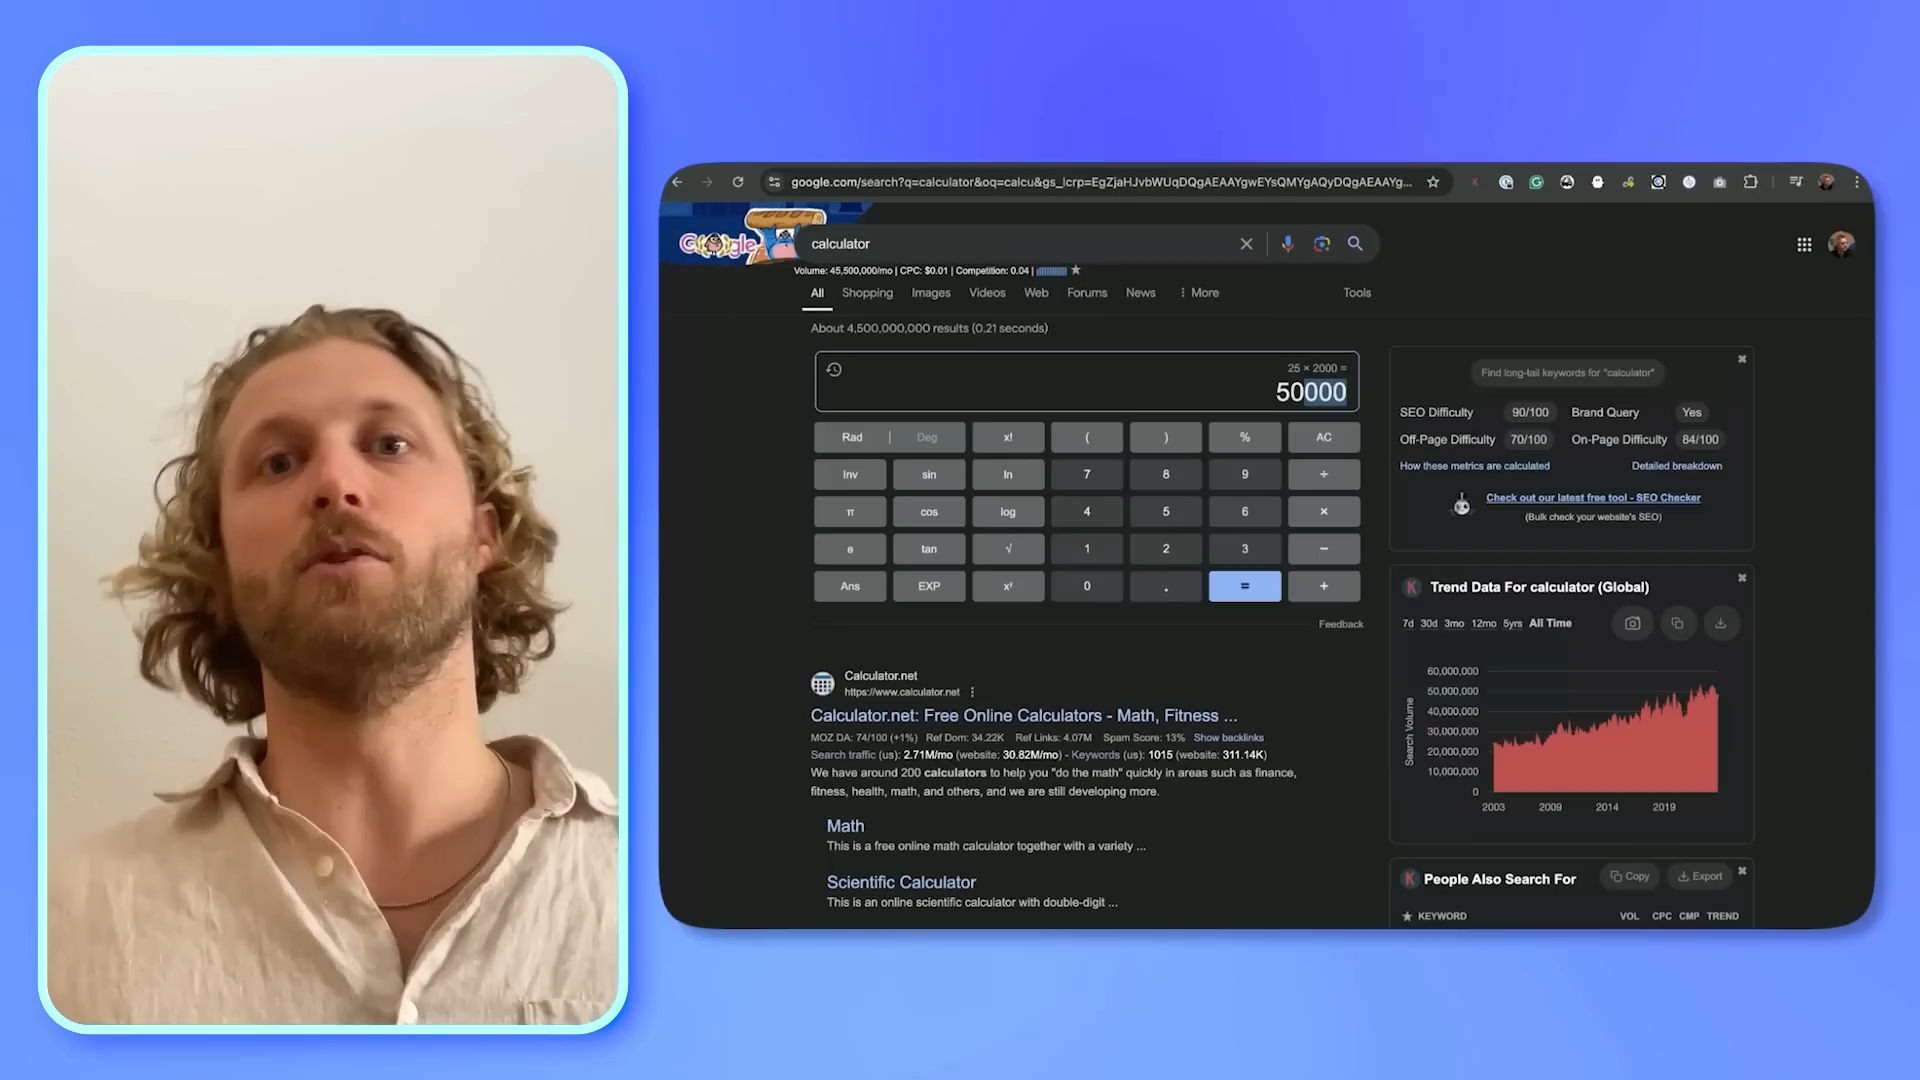 google.com/search?q=calculator&oq=calcu&gs_lcrp=EgZjaHJvbWUqDQgAEAAYgwEYsQMYgAQyDQgAEAAYg...
Google
calculator
Volume: 45,500,000/mo | CPC: $0.01 | Competition: 0.04 |
All Shopping Images Videos Web Forums News More Tools
About 4,500,000,000 results (0.21 seconds)
25 × 2000 =
50000
Rad | Deg x! ( ) % AC
Inv sin ln 7 8 9 ÷
π cos log 4 5 6 ×
e tan √ 1 2 3 −
Ans EXP xʸ 0 . = +
Feedback
Calculator.net
https://www.calculator.net
Calculator.net: Free Online Calculators - Math, Fitness ...
MOZ DA: 74/100 (+1%) Ref Dom: 34.22K Ref Links: 4.07M Spam Score: 13% Show backlinks
Search traffic (us): 2.71M/mo (website: 30.82M/mo) - Keywords (us): 1015 (website: 311.14K)
We have around 200 calculators to help you "do the math" quickly in areas such as finance,
fitness, health, math, and others, and we are still developing more.
Math
This is a free online math calculator together with a variety ...
Scientific Calculator
This is an online scientific calculator with double-digit ...
Find long-tail keywords for "calculator"
SEO Difficulty 90/100 Brand Query Yes
Off-Page Difficulty 70/100 On-Page Difficulty 84/100
How these metrics are calculated Detailed breakdown
Check out our latest free tool - SEO Checker
(Bulk check your website's SEO)
K Trend Data For calculator (Global)
7d 30d 3mo 12mo 5yrs All Time
Search Volume
60,000,000
50,000,000
40,000,000
30,000,000
20,000,000
10,000,000
0
2003 2009 2014 2019
K People Also Search For Copy Export
KEYWORD VOL CPC CMP TREND